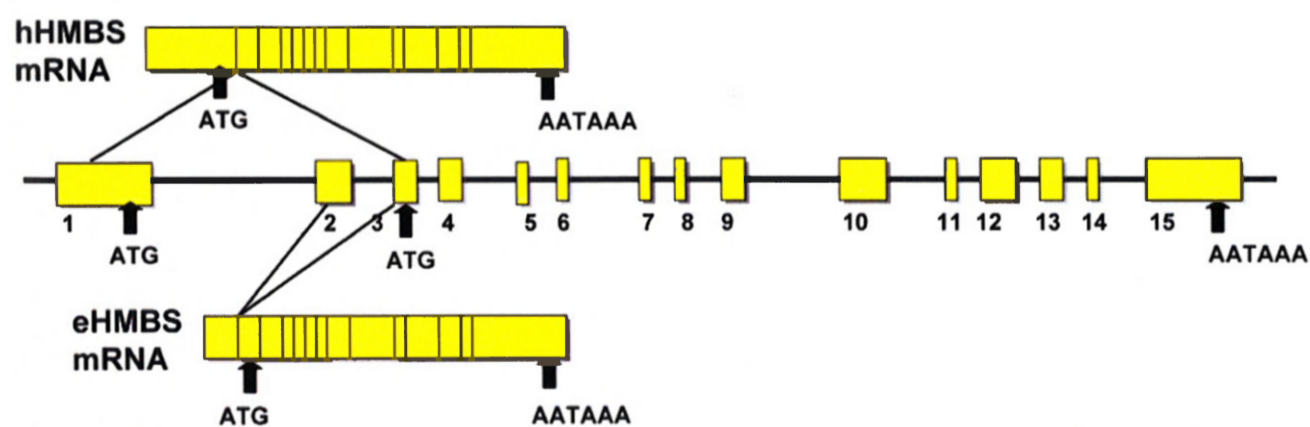 hHMBS
mRNA
ATG
AATAAA
1 2 3 4 5 6 7 8 9 10 11 12 13 14 15
ATG
ATG
AATAAA
eHMBS
mRNA
ATG
AATAAA